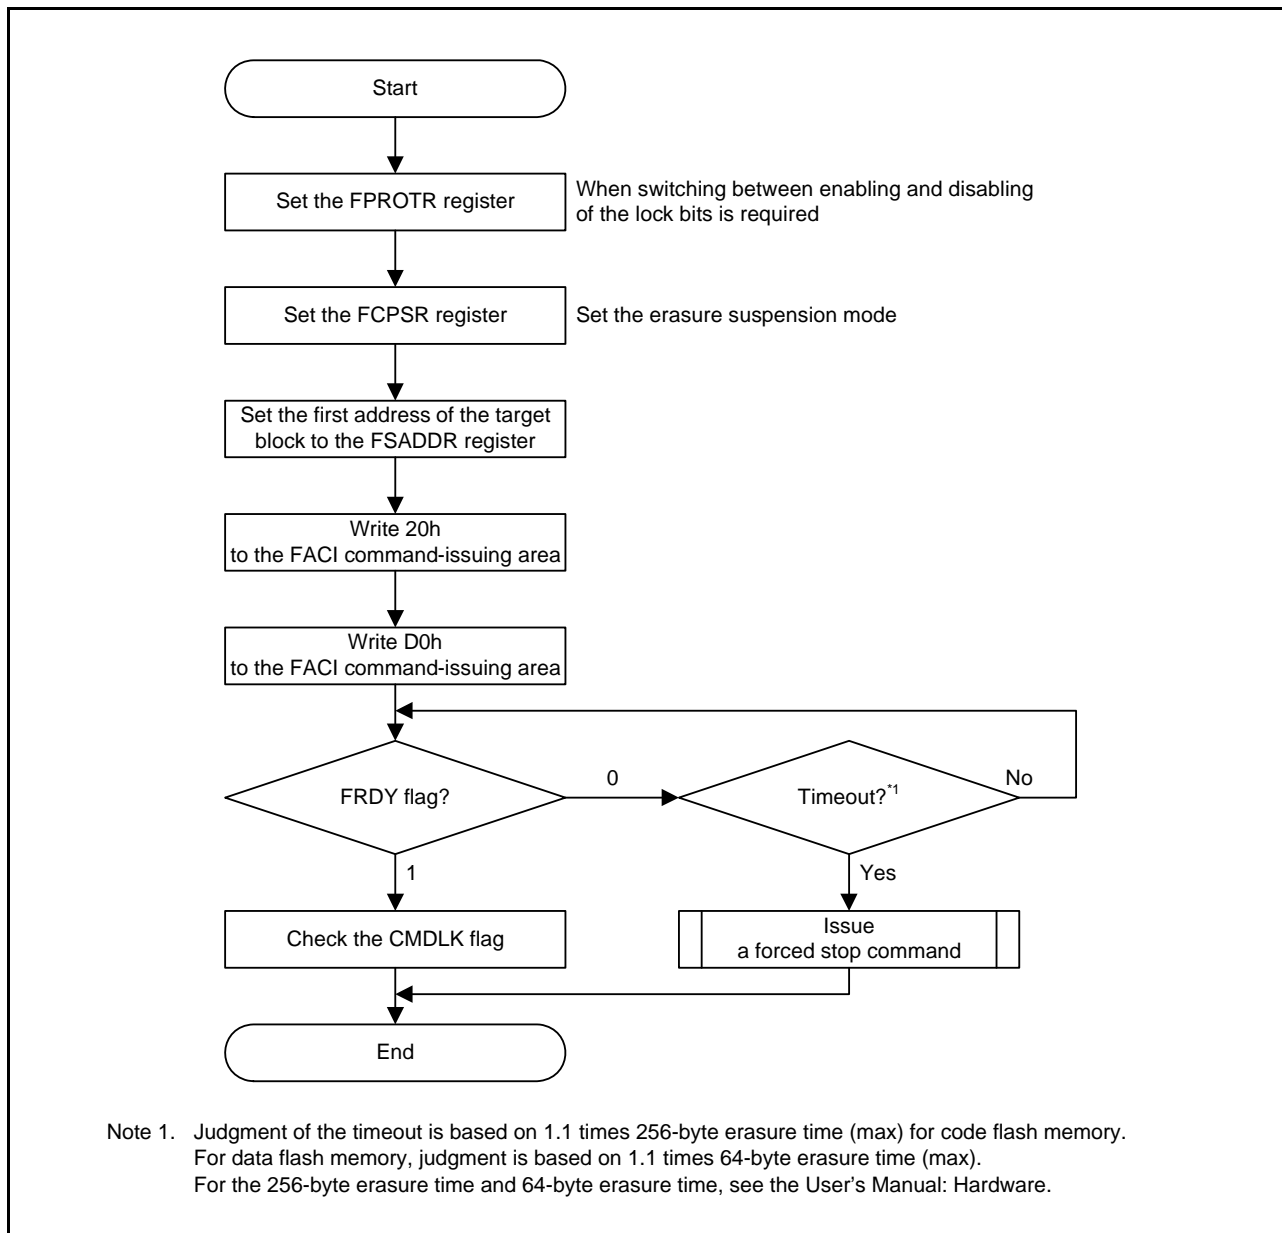 Start
Set the FPROTR register
When switching between enabling and disabling
of the lock bits is required
Set the FCPSR register
Set the erasure suspension mode
Set the first address of the target
block to the FSADDR register
Write 20h
to the FACI command-issuing area
Write D0h
to the FACI command-issuing area
FRDY flag?
0
Timeout?*1
No
1
Yes
Check the CMDLK flag
Issue
a forced stop command
End
Note 1. Judgment of the timeout is based on 1.1 times 256-byte erasure time (max) for code flash memory.
For data flash memory, judgment is based on 1.1 times 64-byte erasure time (max).
For the 256-byte erasure time and 64-byte erasure time, see the User's Manual: Hardware.